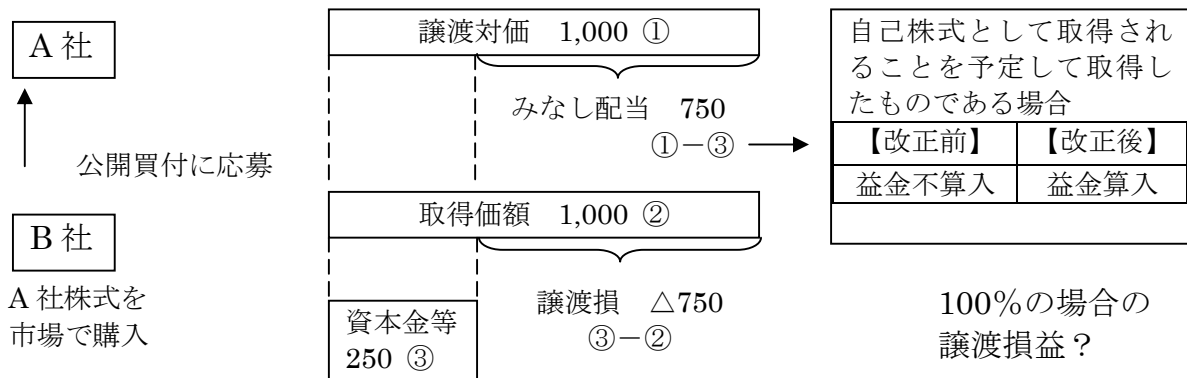 A 社
公開買付に応募
B 社
A 社株式を
市場で購入
譲渡対価 1,000 ①
みなし配当 750
①-③
取得価額 1,000 ②
譲渡損 △750
③-②
資本金等
250 ③
自己株式として取得され
ることを予定して取得し
たものである場合
【改正前】 【改正後】
益金不算入 益金算入
100%の場合の
譲渡損益?